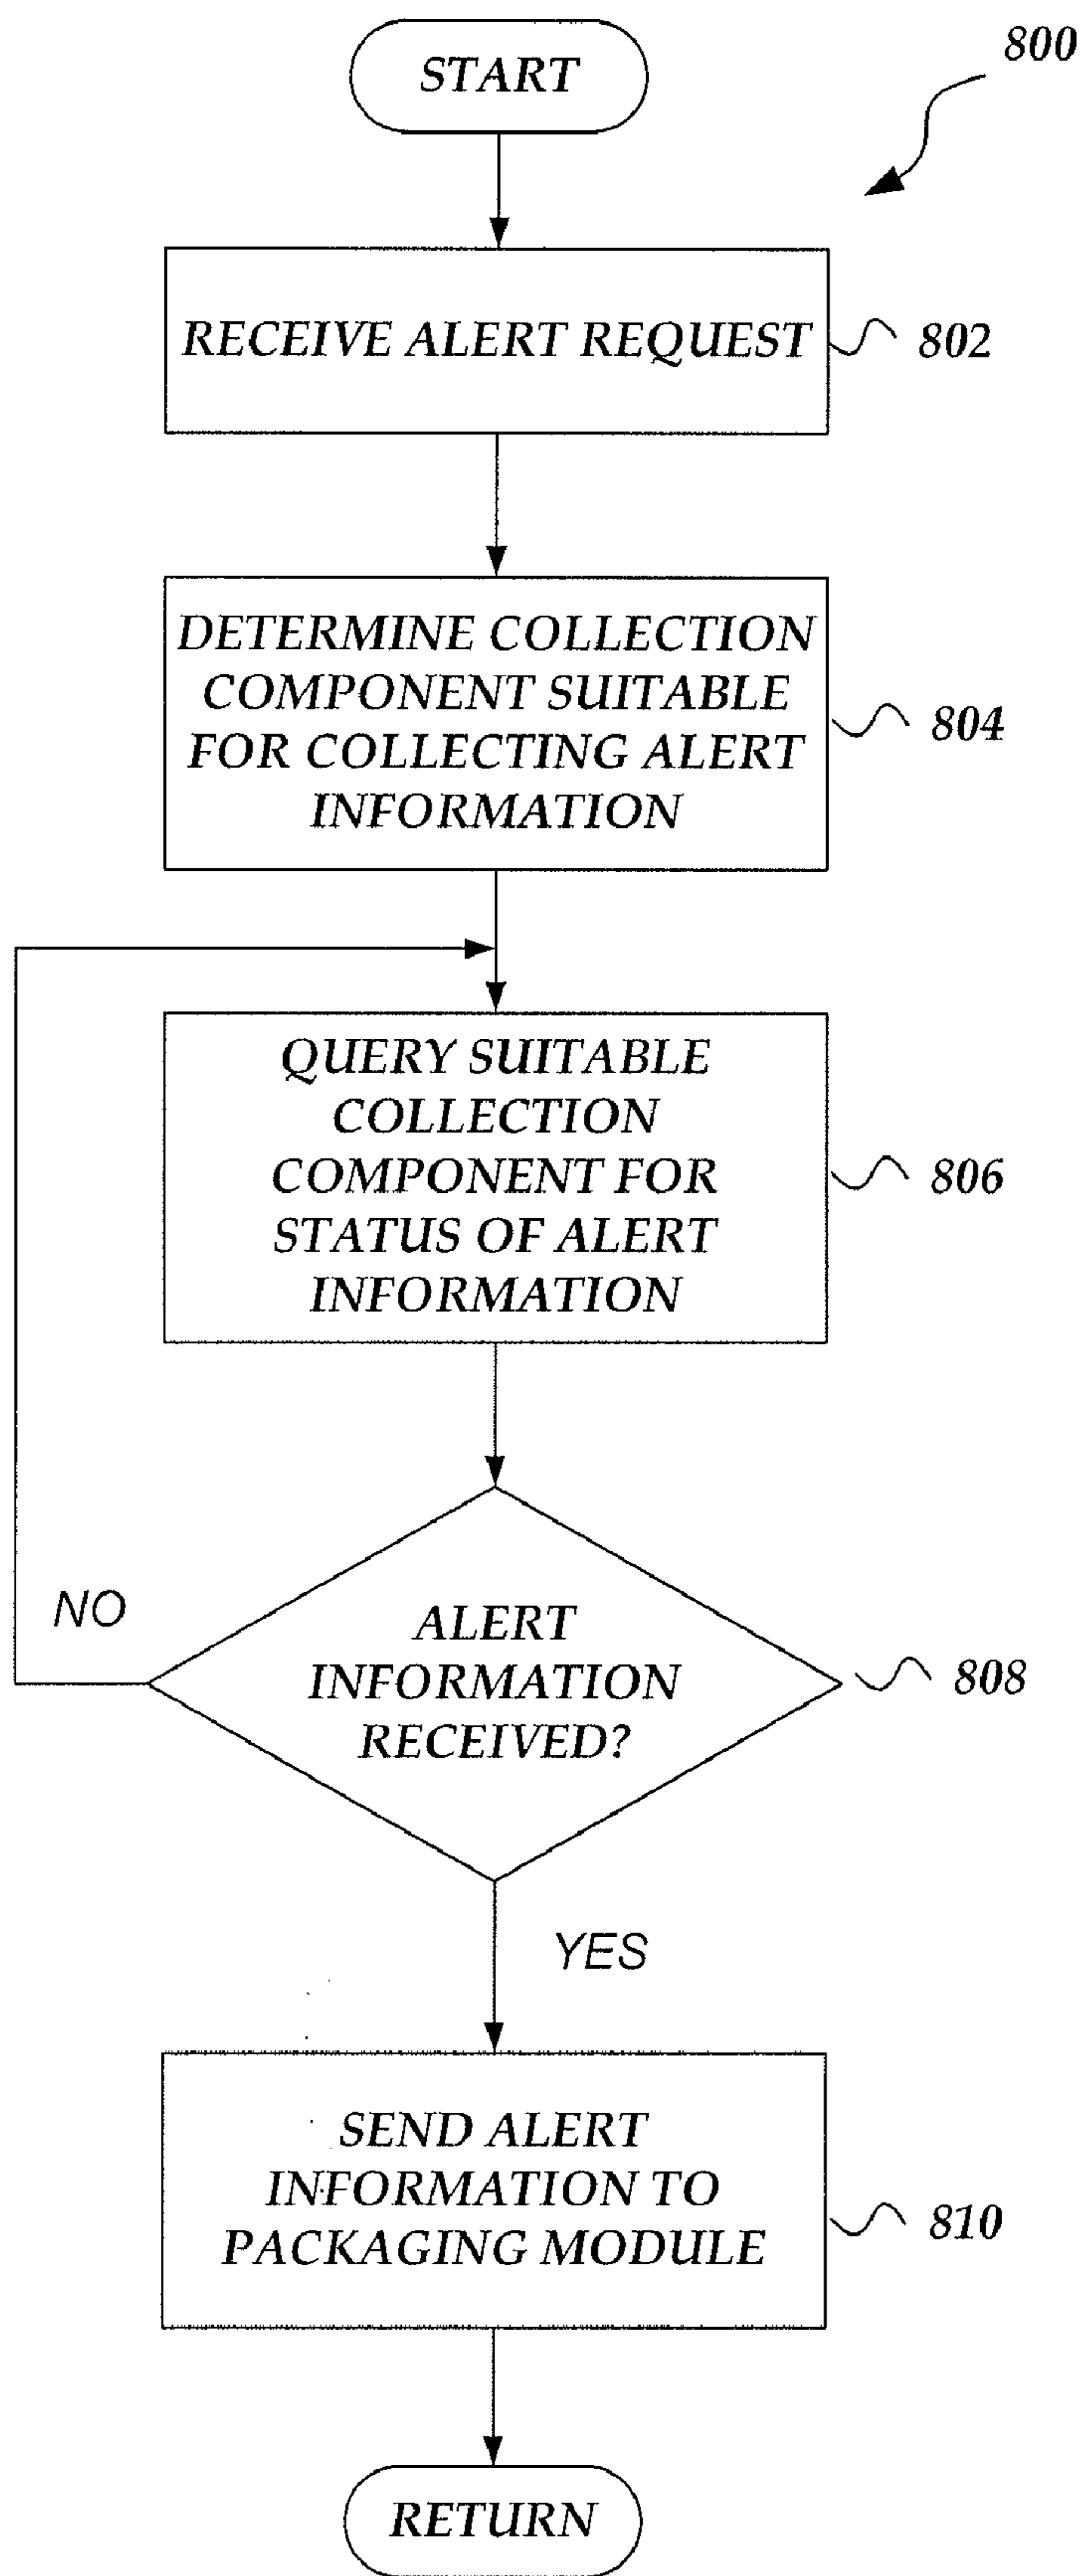 START
800
RECEIVE ALERT REQUEST
802
DETERMINE COLLECTION
COMPONENT SUITABLE
FOR COLLECTING ALERT
INFORMATION
804
QUERY SUITABLE
COLLECTION
COMPONENT FOR
STATUS OF ALERT
INFORMATION
806
NO
ALERT
INFORMATION
RECEIVED?
808
YES
SEND ALERT
INFORMATION TO
PACKAGING MODULE
810
RETURN